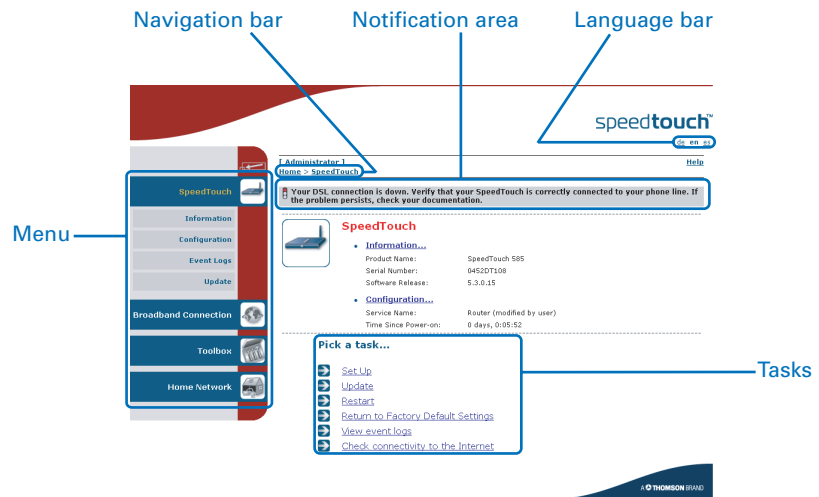 Navigation bar
Notification area
Language bar
speedtouch™
de en es
[ Administrator ]
Help
Home > SpeedTouch
SpeedTouch
Your DSL connection is down. Verify that your SpeedTouch is correctly connected to your phone line. If
the problem persists, check your documentation.
Menu
Information
Configuration
Event Logs
Update
Broadband Connection
Toolbox
Home Network
SpeedTouch
• Information...
Product Name: SpeedTouch 585
Serial Number: 0452DT108
Software Release: 5.3.0.15
• Configuration...
Service Name: Router (modified by user)
Time Since Power-on: 0 days, 0:05:52
Pick a task...
Set Up
Update
Restart
Return to Factory Default Settings
View event logs
Check connectivity to the Internet
Tasks
A THOMSON BRAND